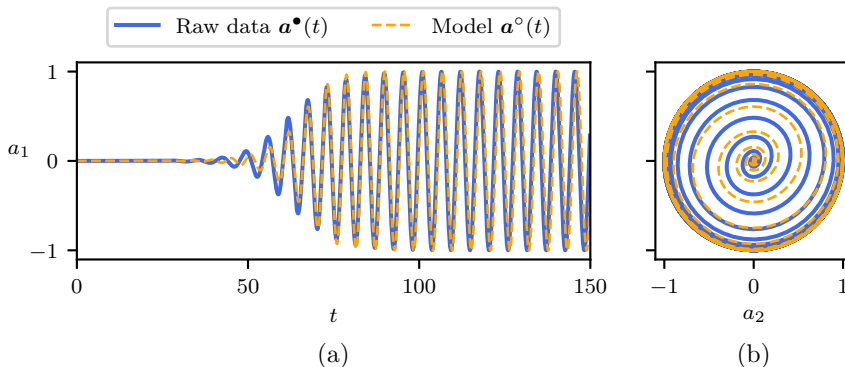 Raw data a•(t) Model a°(t)
1
a₁ 0
−1
0 50 100 150
t
(a)
−1 0 1
a₂
(b)